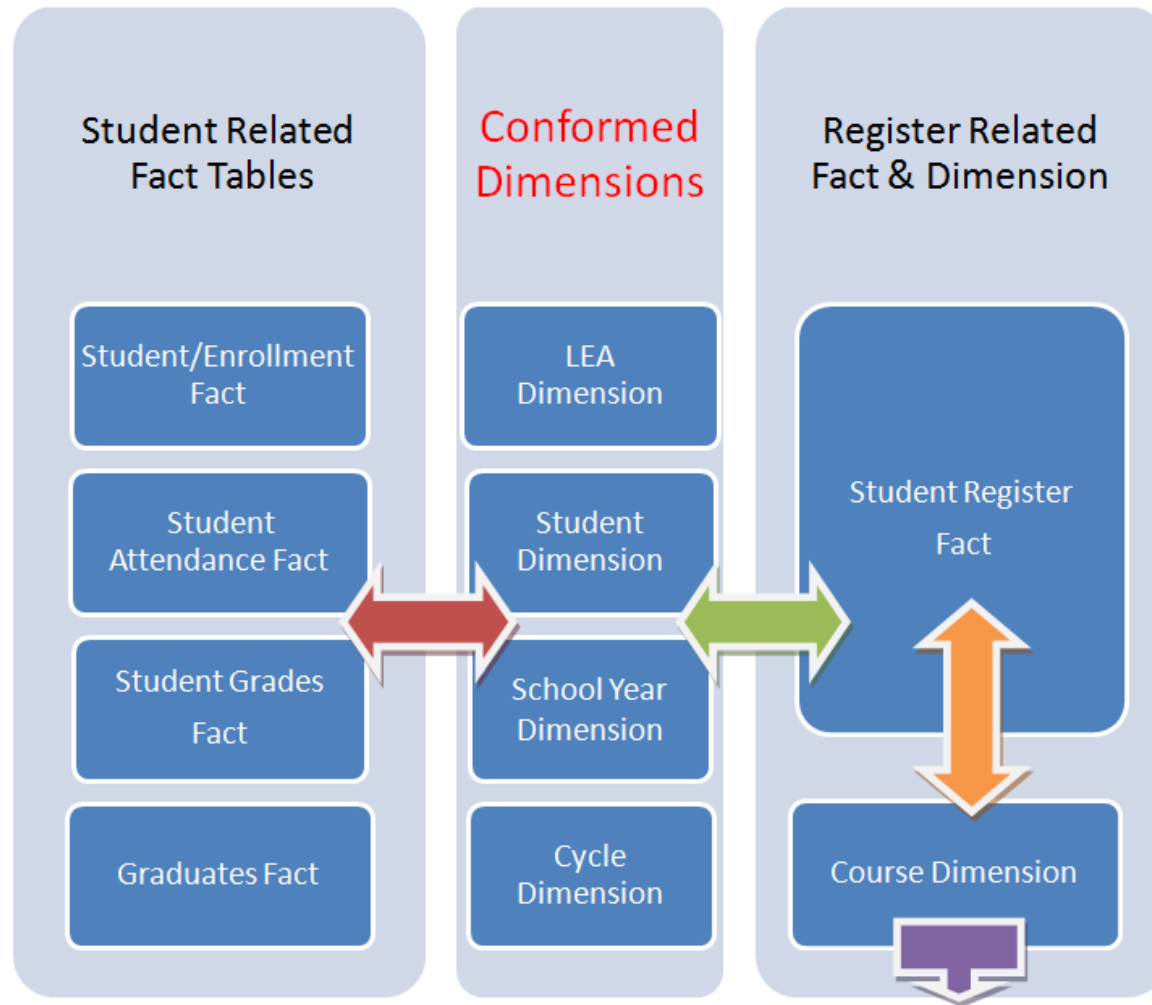 Student Related
Fact Tables
Student/Enrollment
Fact
Student
Attendance Fact
Student Grades
Fact
Graduates Fact
Conformed
Dimensions
LEA
Dimension
Student
Dimension
School Year
Dimension
Cycle
Dimension
Register Related
Fact & Dimension
Student Register
Fact
Course Dimension